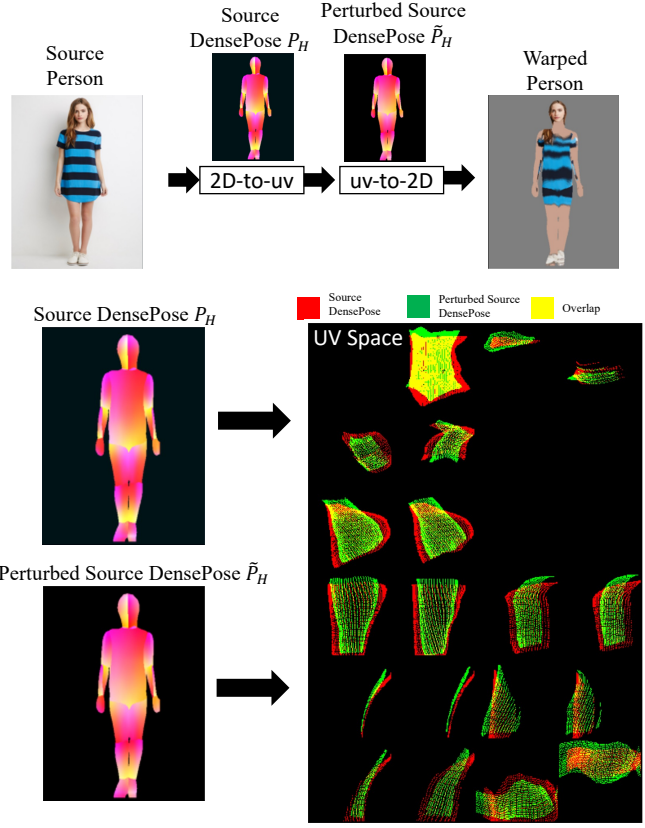 Source
Person
Source
DensePose P_H
Perturbed Source
DensePose P̃_H
Warped
Person
2D-to-uv
uv-to-2D
Source DensePose P_H
Source
DensePose
Perturbed Source
DensePose
Overlap
UV Space
Perturbed Source DensePose P̃_H